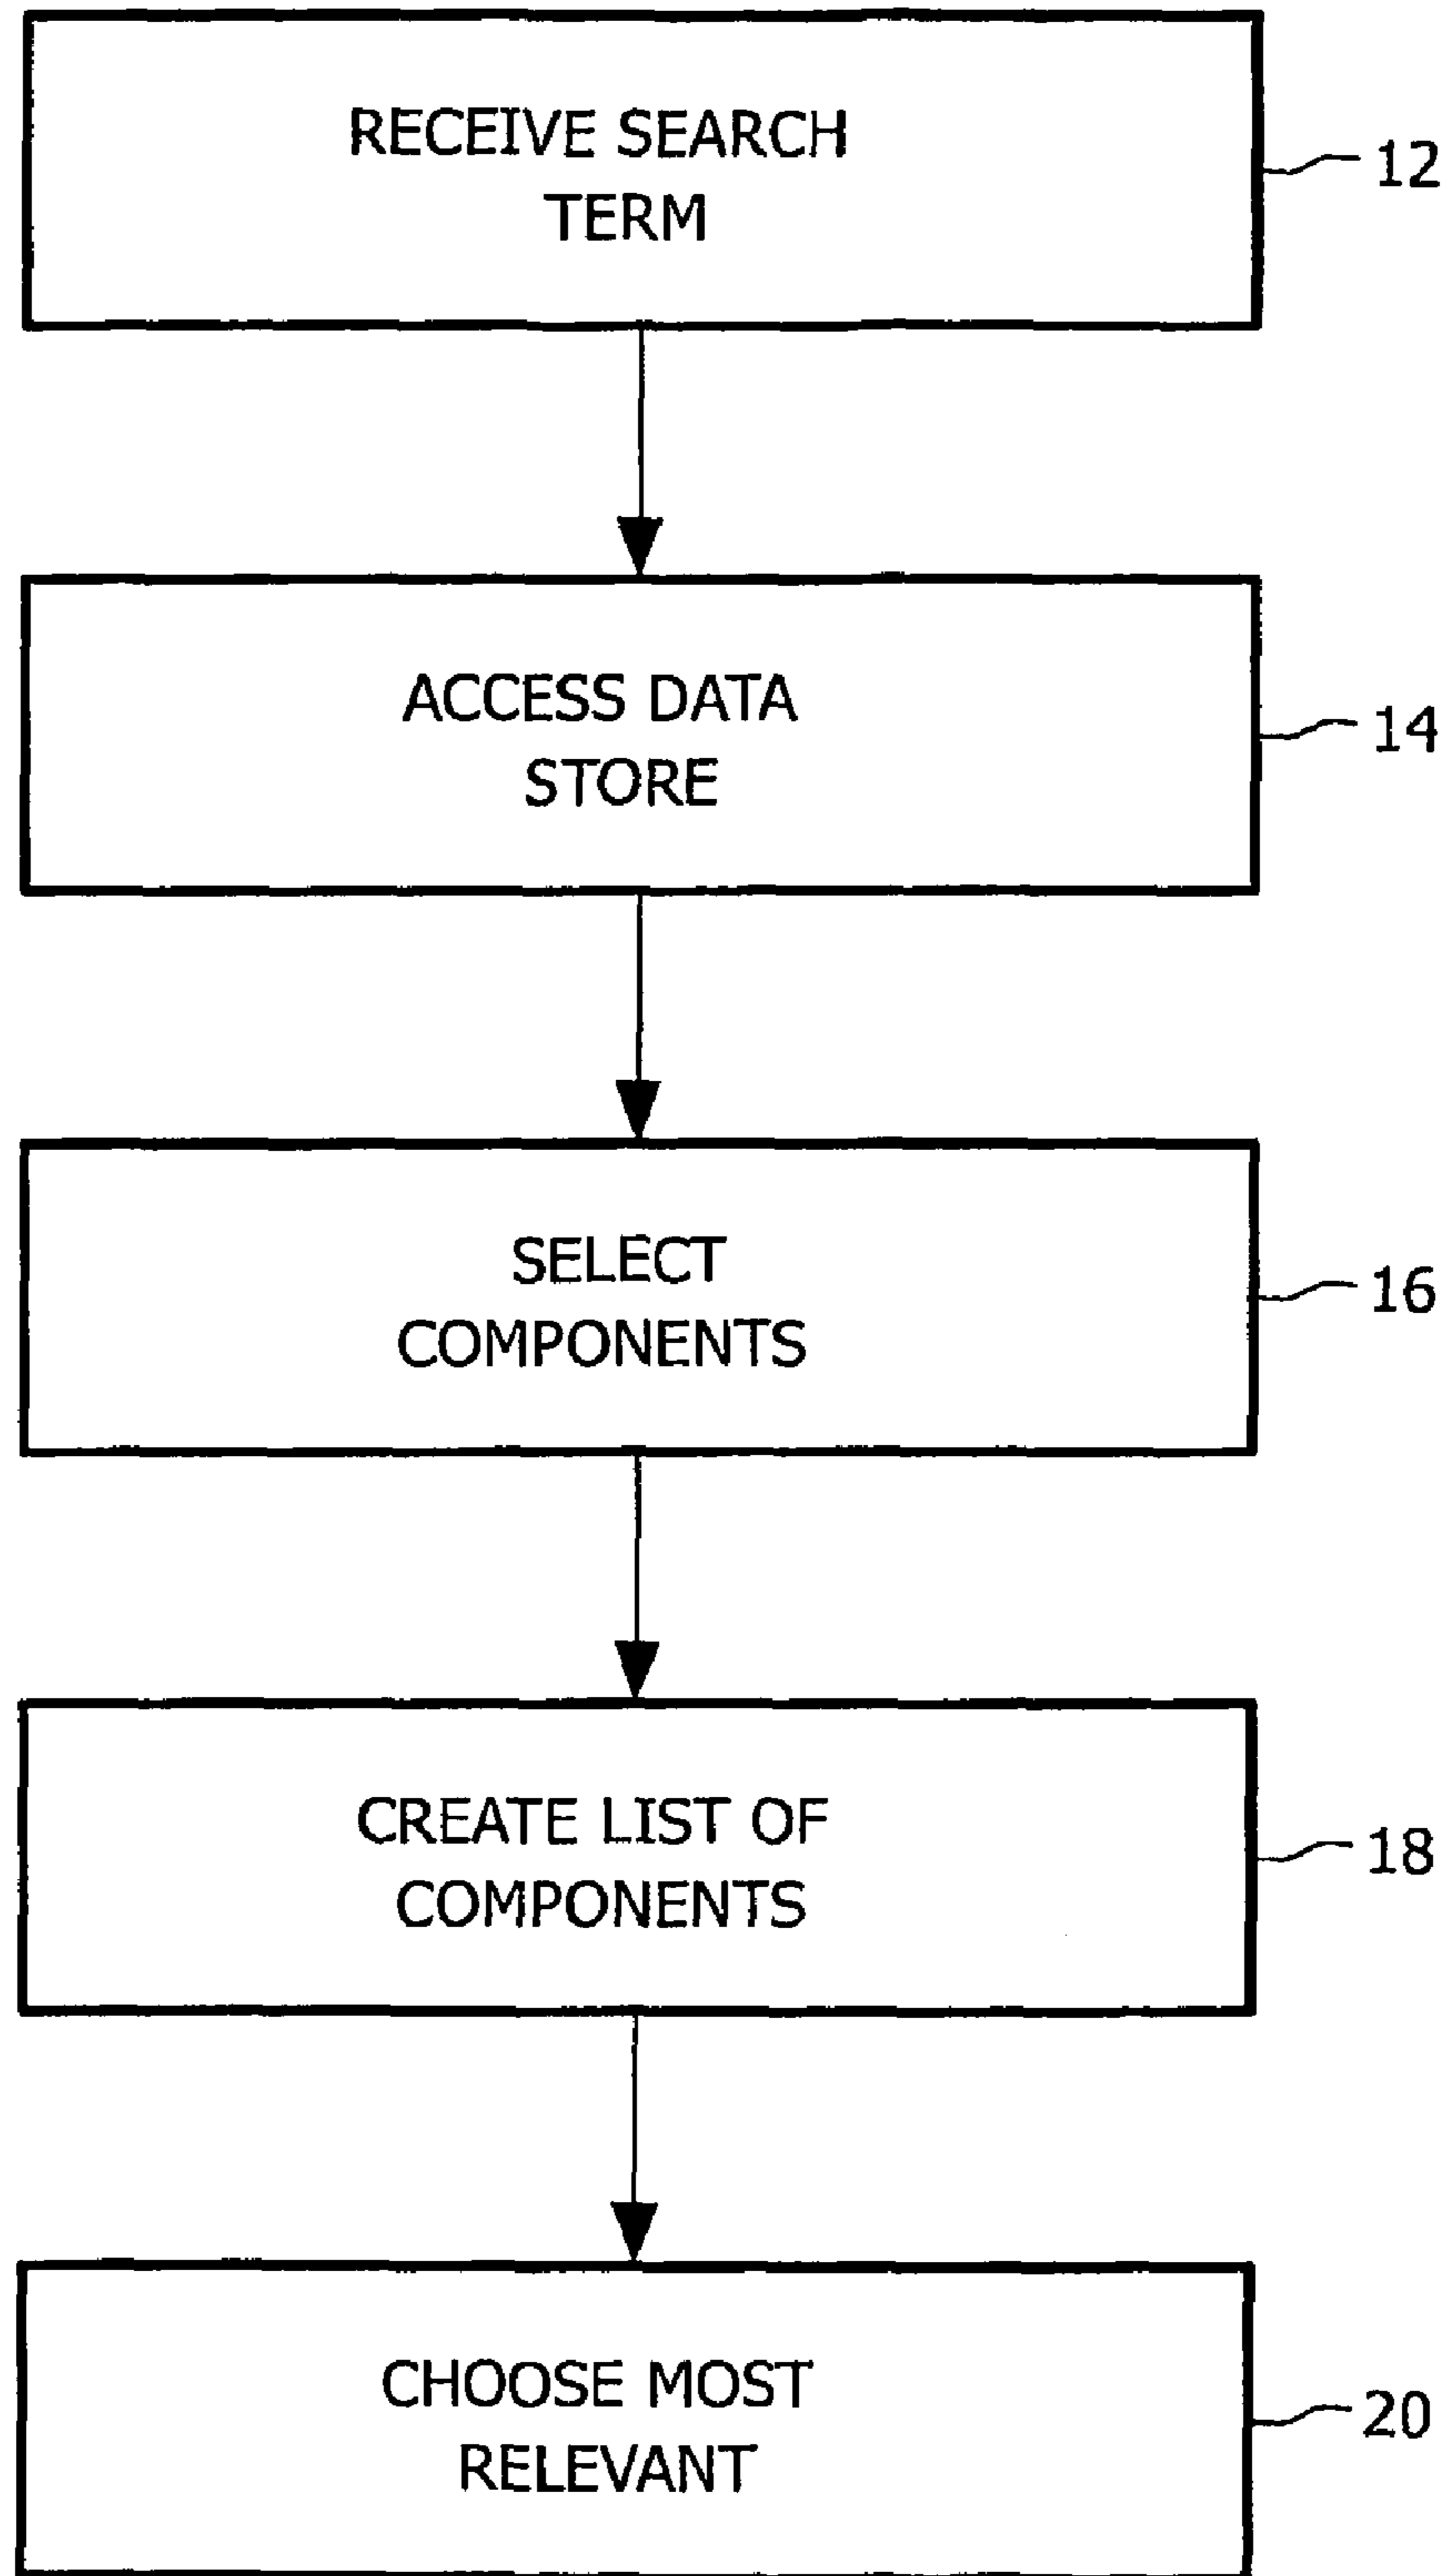 RECEIVE SEARCH
TERM
12
ACCESS DATA
STORE
14
SELECT
COMPONENTS
16
CREATE LIST OF
COMPONENTS
18
CHOOSE MOST
RELEVANT
20